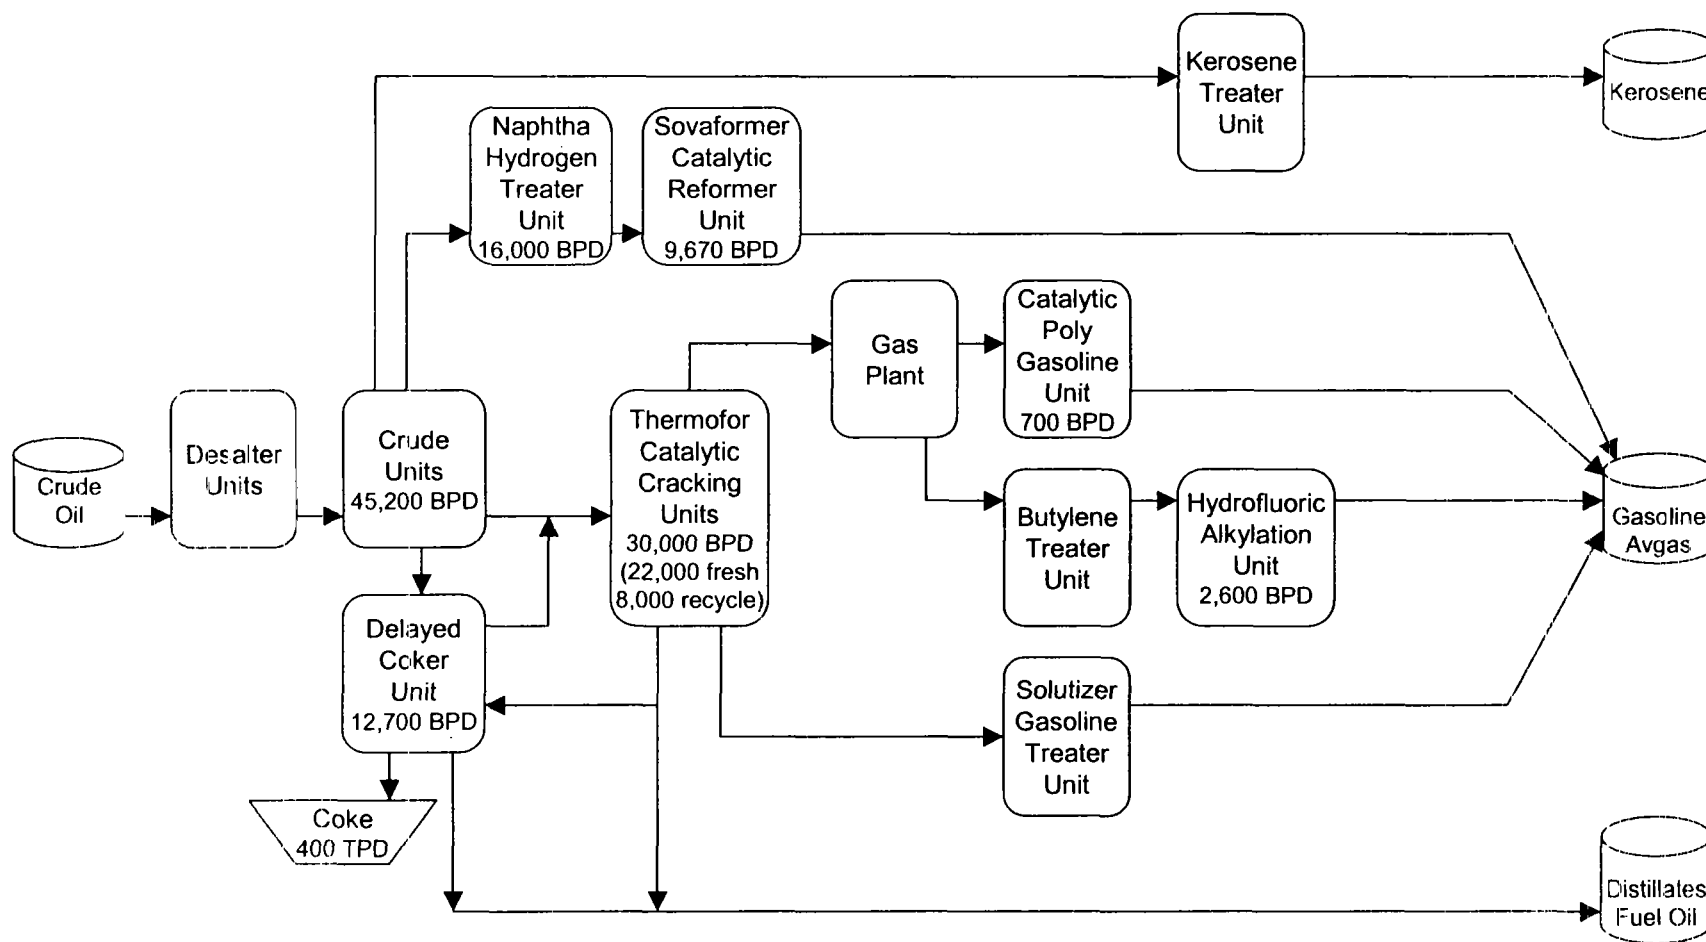 Kerosene
Treater
Unit
Kerosene
Naphtha
Hydrogen
Treater
Unit
16,000 BPD
Sovaformer
Catalytic
Reformer
Unit
9,670 BPD
Gas
Plant
Catalytic
Poly
Gasoline
Unit
700 BPD
Crude
Oil
Desalter
Units
Crude
Units
45,200 BPD
Thermofor
Catalytic
Cracking
Units
30,000 BPD
(22,000 fresh
8,000 recycle)
Butylene
Treater
Unit
Hydrofluoric
Alkylation
Unit
2,600 BPD
Gasoline
Avgas
Delayed
Coker
Unit
12,700 BPD
Solutizer
Gasoline
Treater
Unit
Coke
400 TPD
Distillates
Fuel Oil